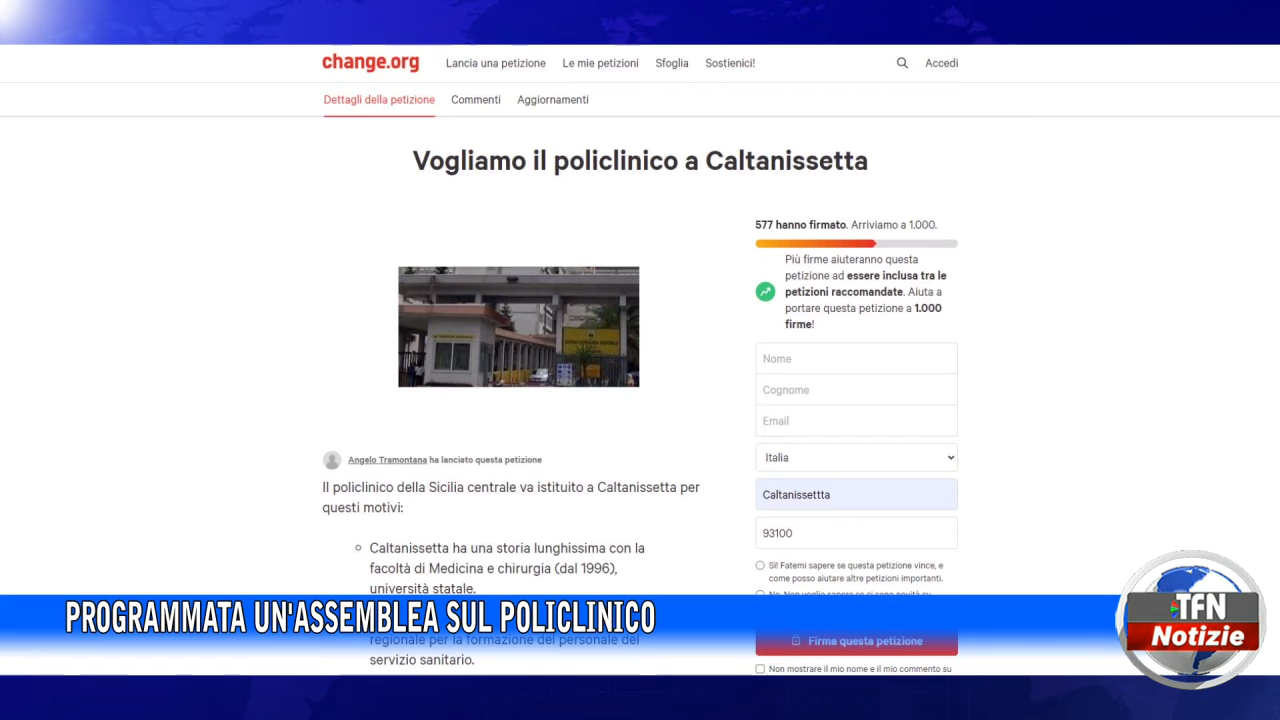 change.org
Lancia una petizione Le mie petizioni Sfoglia Sostienici! Accedi
Dettagli della petizione Commenti Aggiornamenti
Vogliamo il policlinico a Caltanissetta
577 hanno firmato. Arriviamo a 1.000.
Più firme aiuteranno questa
petizione ad essere inclusa tra le
petizioni raccomandate. Aiuta a
portare questa petizione a 1.000
firme!
Nome
Cognome
Email
Italia
Caltanissettta
93100
Sì! Fatemi sapere se questa petizione vince, e
come posso aiutare altre petizioni importanti.
Firma questa petizione
Non mostrare il mio nome e il mio commento su
Angelo Tramontana ha lanciato questa petizione
Il policlinico della Sicilia centrale va istituito a Caltanissetta per
questi motivi:
Caltanissetta ha una storia lunghissima con la
facoltà di Medicina e chirurgia (dal 1996),
università statale.
regionale per la formazione del personale del
servizio sanitario.
PROGRAMMATA UN'ASSEMBLEA SUL POLICLINICO
TFN
Notizie